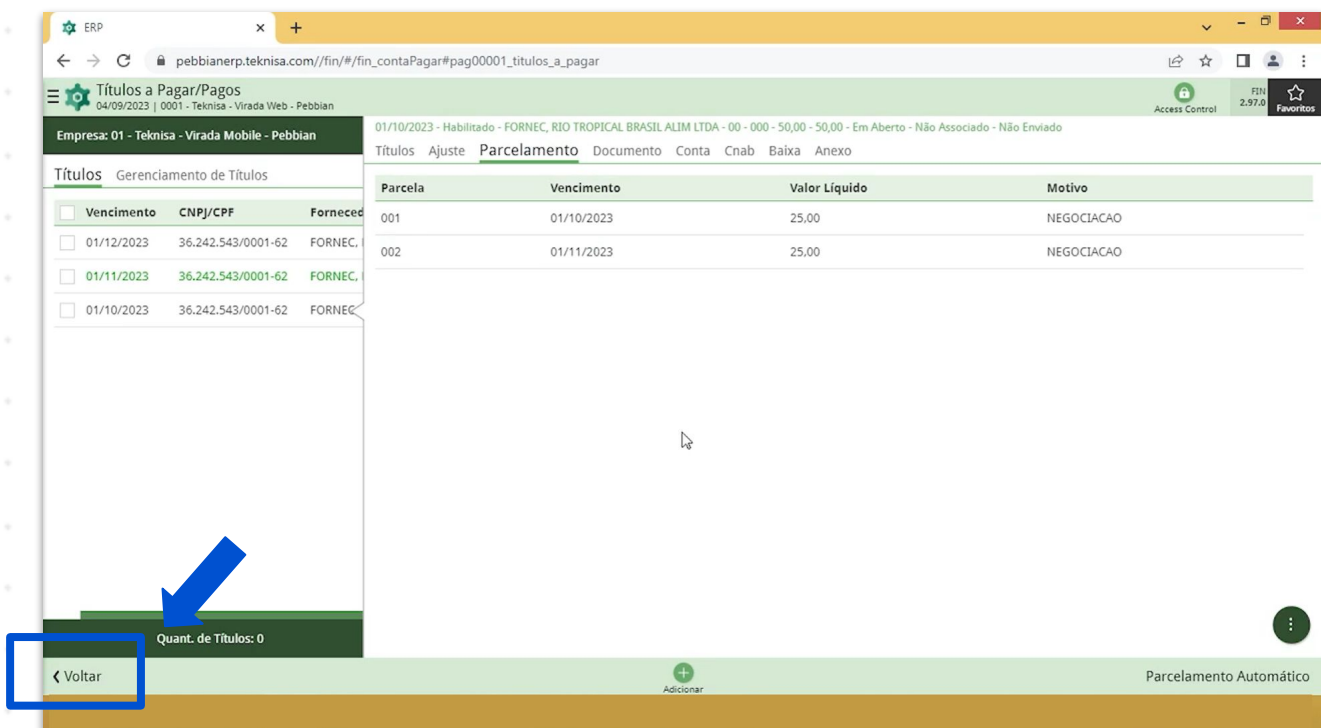 ERP
pebbianerp.teknisa.com//fin/#/fin_contaPagar#pag00001_titulos_a_pagar
Títulos a Pagar/Pagos
04/09/2023 | 0001 - Teknisa - Virada Web - Pebbian
Access Control
FIN
2.97.0
Favoritos
Empresa: 01 - Teknisa - Virada Mobile - Pebbian
Títulos Gerenciamento de Títulos
Vencimento CNPJ/CPF Forneced
01/12/2023 36.242.543/0001-62 FORNEC,
01/11/2023 36.242.543/0001-62 FORNEC,
01/10/2023 36.242.543/0001-62 FORNEC
Quant. de Títulos: 0
01/10/2023 - Habilitado - FORNEC, RIO TROPICAL BRASIL ALIM LTDA - 00 - 000 - 50,00 - 50,00 - Em Aberto - Não Associado - Não Enviado
Títulos Ajuste Parcelamento Documento Conta Cnab Baixa Anexo
Parcela Vencimento Valor Líquido Motivo
001 01/10/2023 25,00 NEGOCIACAO
002 01/11/2023 25,00 NEGOCIACAO
Voltar
Adicionar
Parcelamento Automático